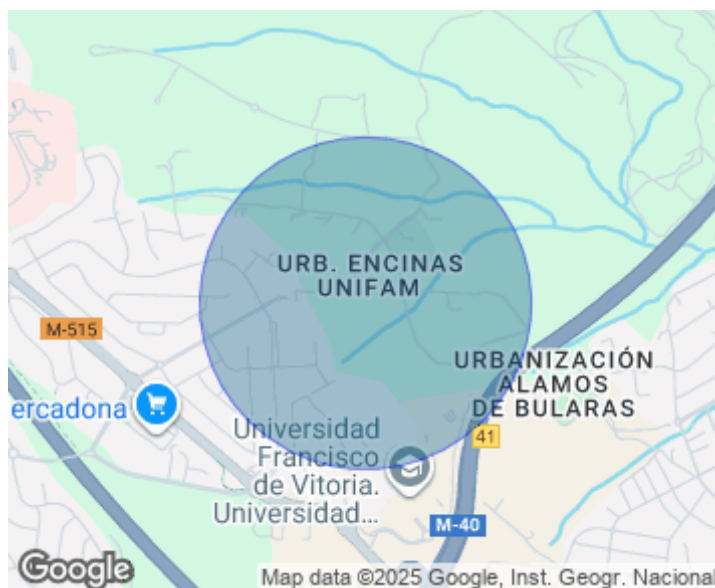 URB. ENCINAS
UNIFAM
M-515
URBANIZACIÓN
ALAMOS
DE BULARAS
ercadona
41
Universidad
Francisco
de Vitoria.
Universidad...
M-40
Google
Map data ©2025 Google, Inst. Geogr. Nacional